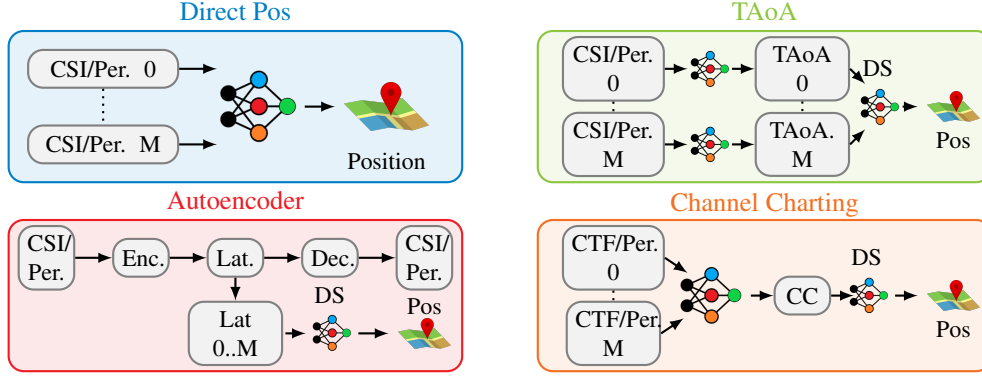 Direct Pos
CSI/Per. 0
CSI/Per. M
Position
TAoA
CSI/Per.
0
TAoA
0
DS
CSI/Per.
M
TAoA.
M
Pos
Autoencoder
CSI/
Per.
Enc.
Lat.
Dec.
CSI/
Per.
Lat
0..M
DS
Pos
Channel Charting
CTF/Per.
0
CTF/Per.
M
CC
DS
Pos